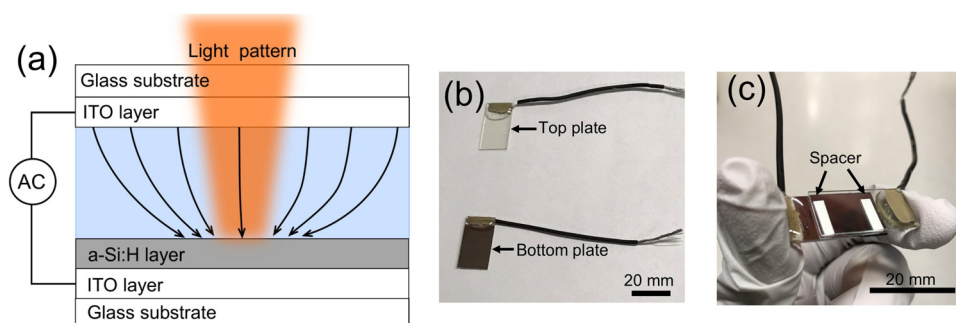 (a)
Light pattern
Glass substrate
ITO layer
AC
a-Si:H layer
ITO layer
Glass substrate
(b)
Top plate
Bottom plate
20 mm
(c)
Spacer
20 mm